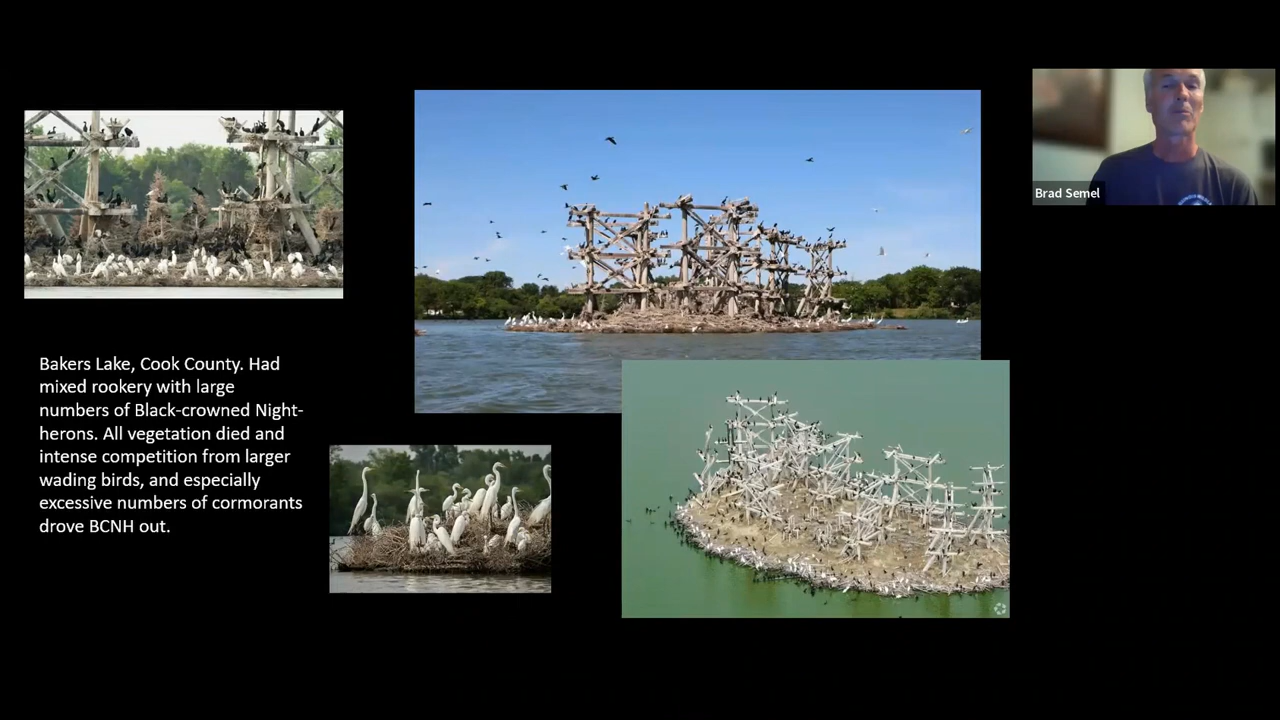 Brad Semel
Bakers Lake, Cook County. Had
mixed rookery with large
numbers of Black-crowned Night-
herons. All vegetation died and
intense competition from larger
wading birds, and especially
excessive numbers of cormorants
drove BCNH out.